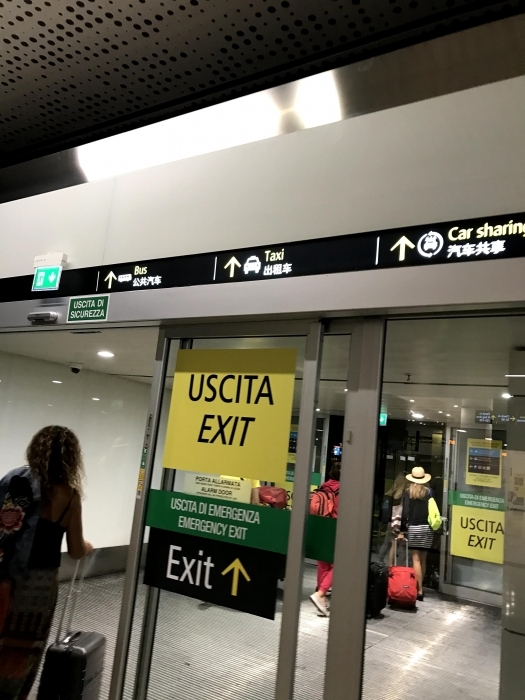 Bus
公共汽车
Taxi
出租车
Car sharing
汽车共享
USCITA DI
SICUREZZA
USCITA
EXIT
PORTA ALLARMATA
ALARM DOOR
USCITA DI EMERGENZA
EMERGENCY EXIT
Exit
USCITA DI EMERGENZA
EMERGENCY EXIT
USCITA
EXIT